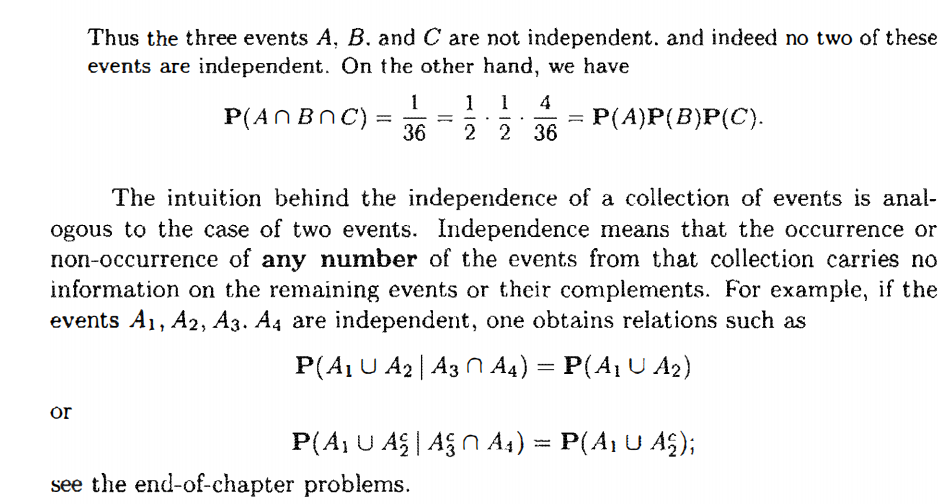 Thus the three events A, B. and C are not independent. and indeed no two of these
events are independent. On the other hand, we have
P(A ∩ B ∩ C) = 1/36 = 1/2 · 1/2 · 4/36 = P(A)P(B)P(C).
The intuition behind the independence of a collection of events is anal-
ogous to the case of two events. Independence means that the occurrence or
non-occurrence of any number of the events from that collection carries no
information on the remaining events or their complements. For example, if the
events A₁, A₂, A₃. A₄ are independent, one obtains relations such as
P(A₁ ∪ A₂ | A₃ ∩ A₄) = P(A₁ ∪ A₂)
or
P(A₁ ∪ A₂ᶜ | A₃ᶜ ∩ A₄) = P(A₁ ∪ A₂ᶜ);
see the end-of-chapter problems.